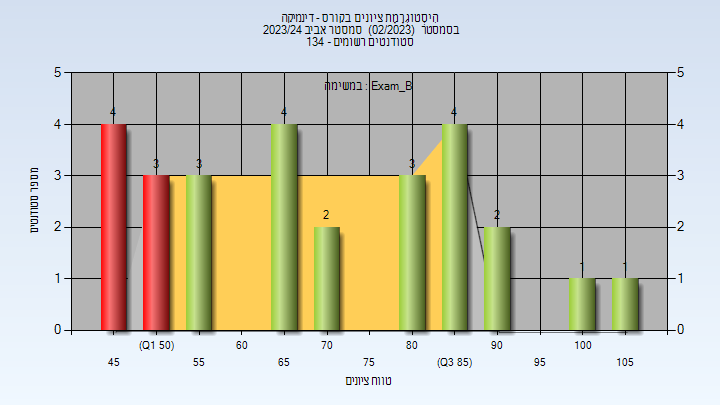 היסטוגרמת ציונים בקורס - דינמיקה
בסמסטר (02/2023) סמסטר אביב 2023/24
סטודנטים רשומים - 134
במשימה : Exam_B
מספר סטודנטים
5 5
4 4
3 3
2 2
1 1
0 0
4 3 3 4 2 3 4 2 1 1
(Q1 50) 60 70 80 90 100
45 55 65 75 (Q3 85) 95 105
טווח ציונים